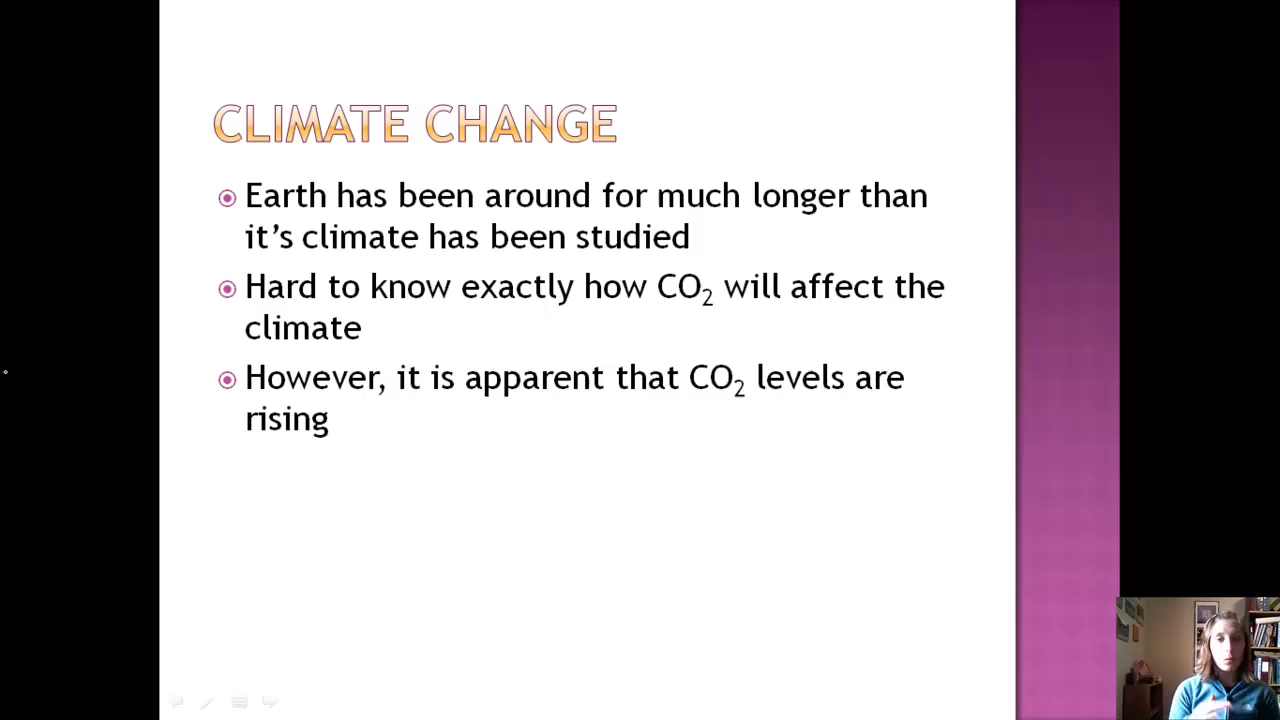 CLIMATE CHANGE
Earth has been around for much longer than
it’s climate has been studied
Hard to know exactly how CO₂ will affect the
climate
However, it is apparent that CO₂ levels are
rising